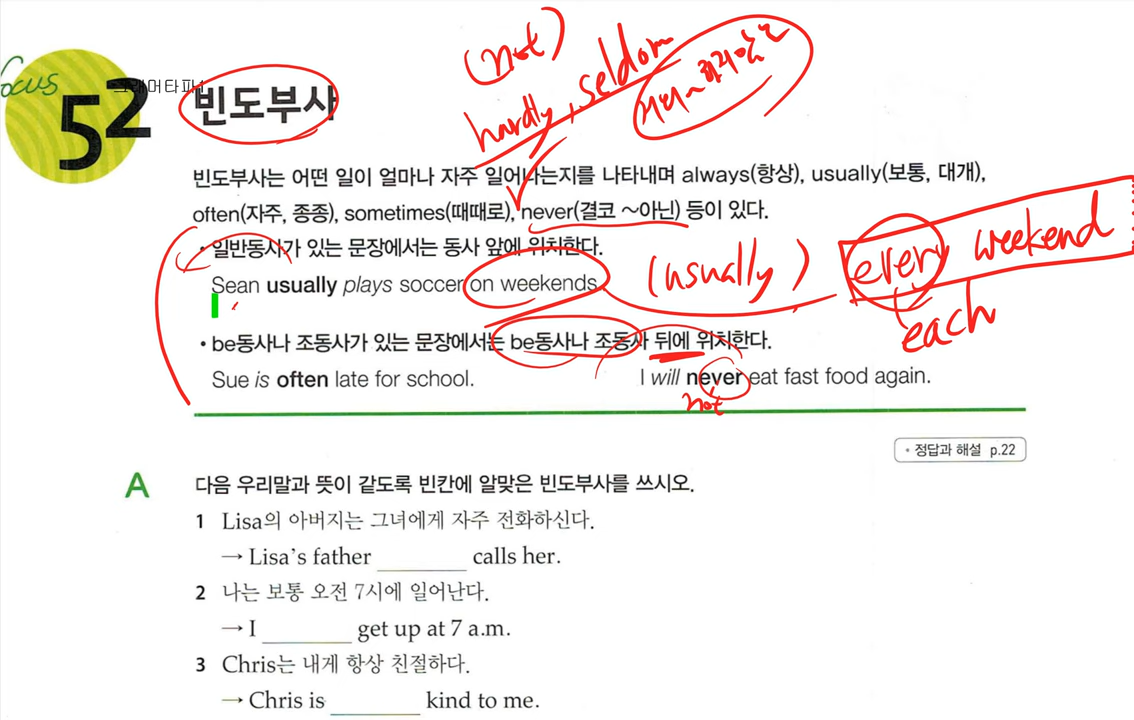 (not)
hardly, seldom
거의 ~ 하지 않는
focus
그래머타파
52 빈도부사
빈도부사는 어떤 일이 얼마나 자주 일어나는지를 나타내며 always(항상), usually(보통, 대개),
often(자주, 종종), sometimes(때때로), never(결코 ~아닌) 등이 있다.
• 일반동사가 있는 문장에서는 동사 앞에 위치한다.
(usually) every weekend
Sean usually plays soccer on weekends.
each
• be동사나 조동사가 있는 문장에서는 be동사나 조동사 뒤에 위치한다.
Sue is often late for school. I will never eat fast food again.
not
• 정답과 해설 p.22
A 다음 우리말과 뜻이 같도록 빈칸에 알맞은 빈도부사를 쓰시오.
1 Lisa의 아버지는 그녀에게 자주 전화하신다.
→ Lisa's father ________ calls her.
2 나는 보통 오전 7시에 일어난다.
→ I ________ get up at 7 a.m.
3 Chris는 내게 항상 친절하다.
→ Chris is ________ kind to me.